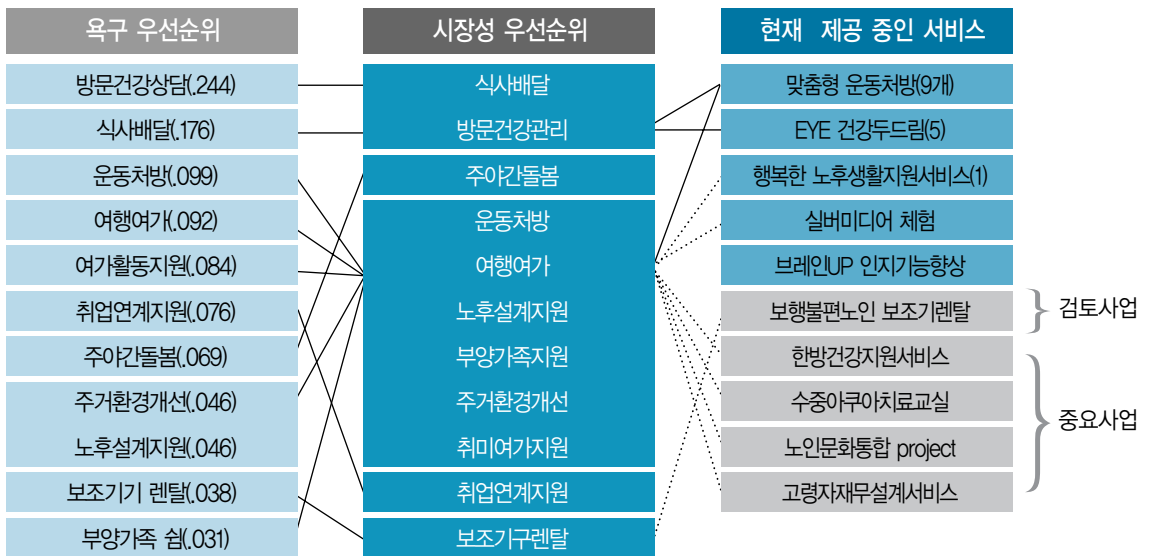 욕구 우선순위
방문건강상담(.244)
식사배달(.176)
운동처방(.099)
여행여가(.092)
여가활동지원(.084)
취업연계지원(.076)
주야간돌봄(.069)
주거환경개선(.046)
노후설계지원(.046)
보조기기 렌탈(.038)
부양가족 쉼(.031)
시장성 우선순위
식사배달
방문건강관리
주야간돌봄
운동처방
여행여가
노후설계지원
부양가족지원
주거환경개선
취미여가지원
취업연계지원
보조기구렌탈
현재 제공 중인 서비스
맞춤형 운동처방(9개)
EYE 건강두드림(5)
행복한 노후생활지원서비스(1)
실버미디어 체험
브레인UP 인지기능향상
보행불편노인 보조기렌탈
한방건강지원서비스
수중아쿠아치료교실
노인문화통합 project
고령자재무설계서비스
검토사업
중요사업